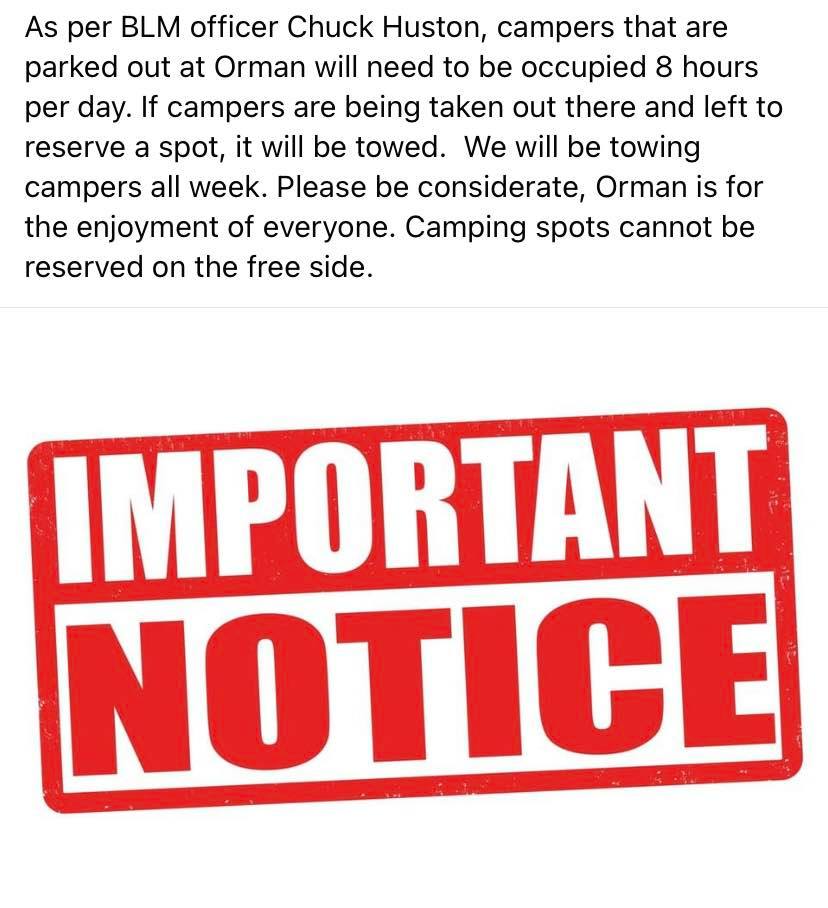 As per BLM officer Chuck Huston, campers that are
parked out at Orman will need to be occupied 8 hours
per day. If campers are being taken out there and left to
reserve a spot, it will be towed.  We will be towing
campers all week. Please be considerate, Orman is for
the enjoyment of everyone. Camping spots cannot be
reserved on the free side.
IMPORTANT
NOTICE